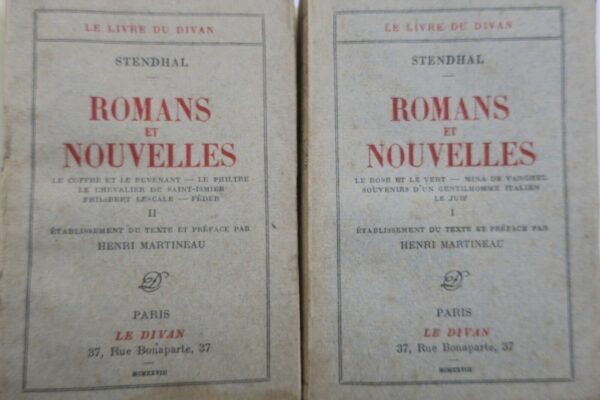 LE LIVRE DU DIVAN
STENDHAL
ROMANS
ET
NOUVELLES
LE COFFRE ET LE REVENANT — LE PHILTRE
LE CHEVALIER DE SAINT-ISMIER
PHILIBERT LESCALE — FÉDER
II
ÉTABLISSEMENT DU TEXTE ET PRÉFACE PAR
HENRI MARTINEAU
D
PARIS
LE DIVAN
37, Rue Bonaparte, 37
MCMXXVIII
LE LIVRE DU DIVAN
STENDHAL
ROMANS
ET
NOUVELLES
LE ROSE ET LE VERT — MINA DE VANGHEL
SOUVENIRS D'UN GENTILHOMME ITALIEN
LE JUIF
I
ÉTABLISSEMENT DU TEXTE ET PRÉFACE PAR
HENRI MARTINEAU
D
PARIS
LE DIVAN
37, Rue Bonaparte, 37
MCMXXVIII